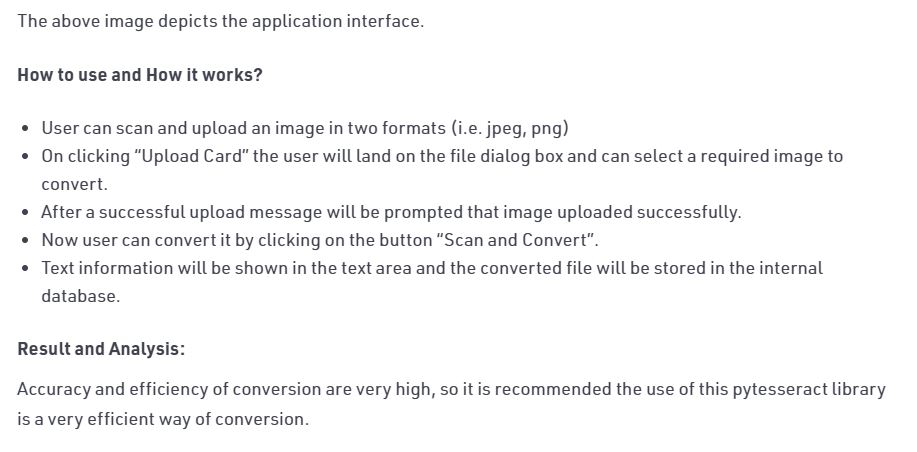 The above image depicts the application interface.
How to use and How it works?
• User can scan and upload an image in two formats (i.e. jpeg, png)
• On clicking “Upload Card” the user will land on the file dialog box and can select a required image to
convert.
• After a successful upload message will be prompted that image uploaded successfully.
• Now user can convert it by clicking on the button “Scan and Convert”.
• Text information will be shown in the text area and the converted file will be stored in the internal
database.
Result and Analysis:
Accuracy and efficiency of conversion are very high, so it is recommended the use of this pytesseract library
is a very efficient way of conversion.